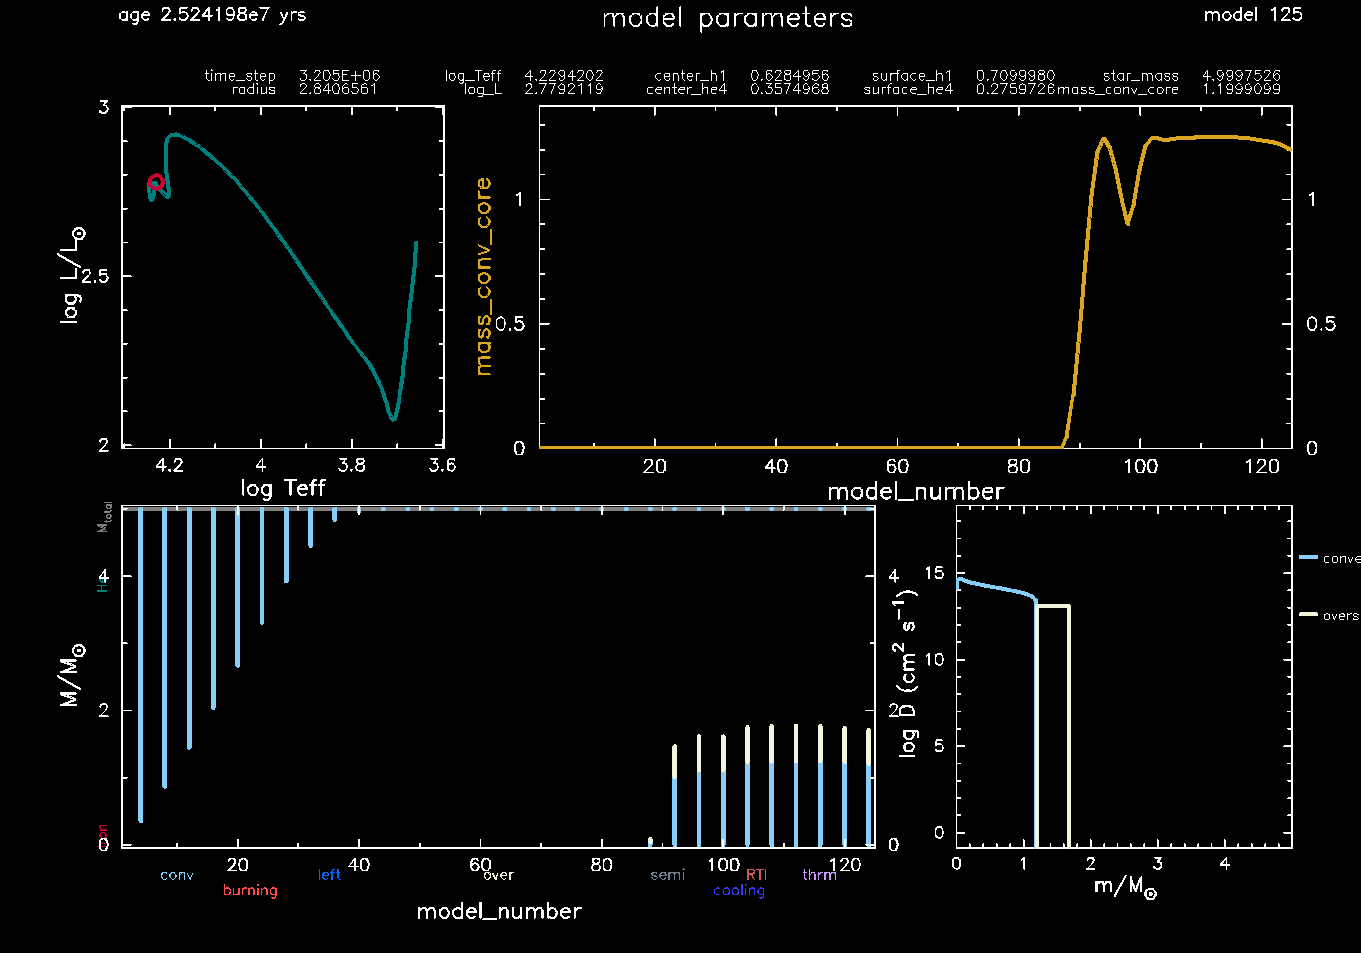 age 2.524198e7 yrs model parameters model 125
time_step 3.205E+06 log_Teff 4.2294202 center_h1 0.6284956 surface_h1 0.7099980 star_mass 4.9997526
radius 2.8406561 log_L 2.7792119 center_he4 0.3574968 surface_he4 0.2759726 mass_conv_core 1.1999099
3
2.5
2
log L/L☉
4.2 4 3.8 3.6
log Teff
mass_conv_core
1
0.5
0
1
0.5
0
20 40 60 80 100 120
model_number
M_total
He
4
2
0
M/M☉
4
2
0
20 40 60 80 100 120
conv left over semi RTI thrm
burning cooling
model_number
log D (cm² s⁻¹)
15
10
5
0
0 1 2 3 4
m/M☉
conve
overs